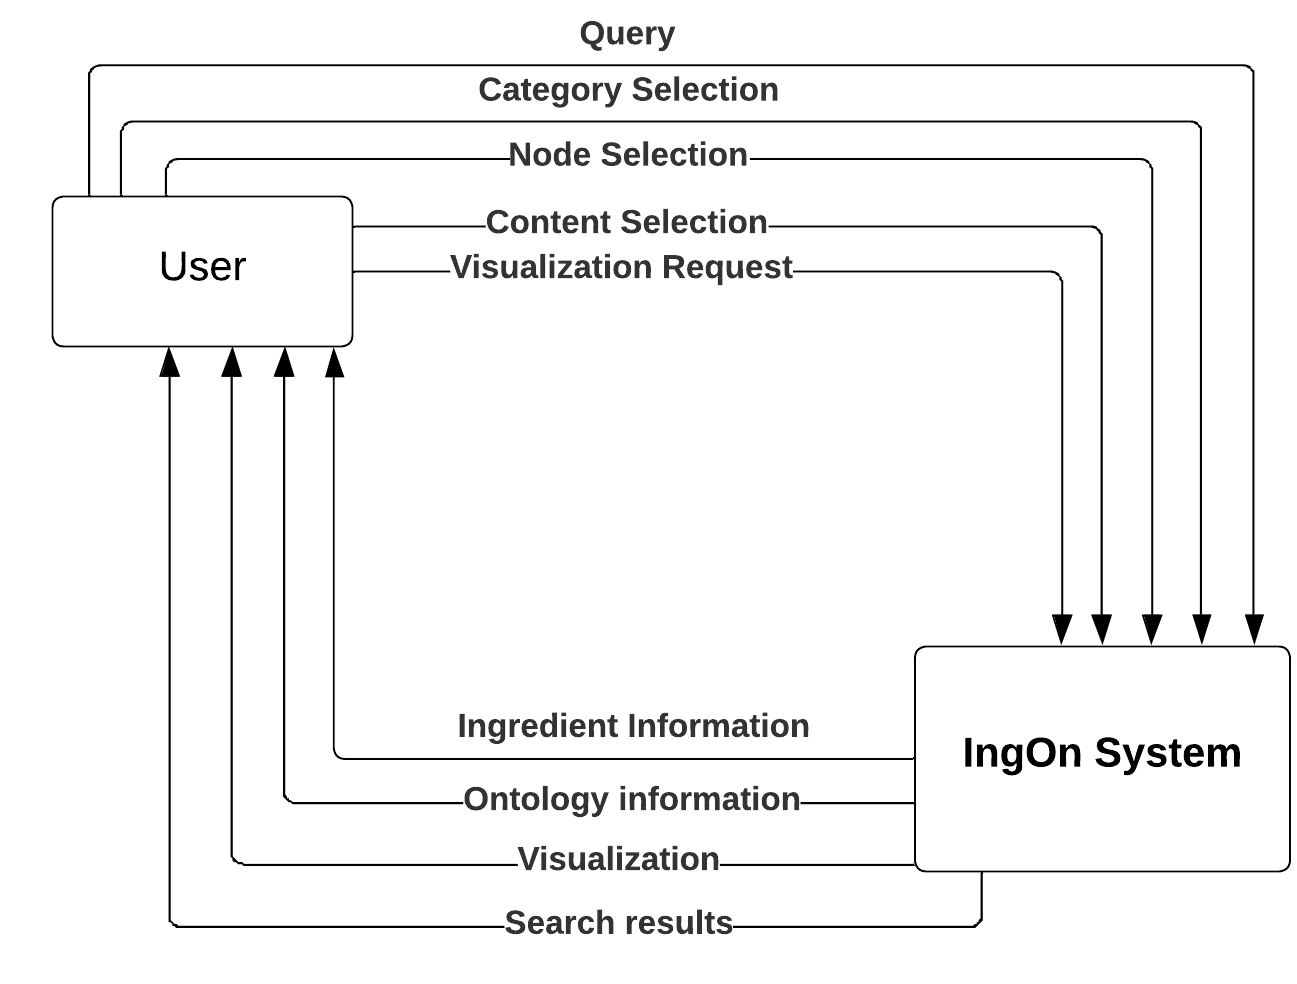 Query
Category Selection
Node Selection
Content Selection
Visualization Request
User
Ingredient Information
IngOn System
Ontology information
Visualization
Search results